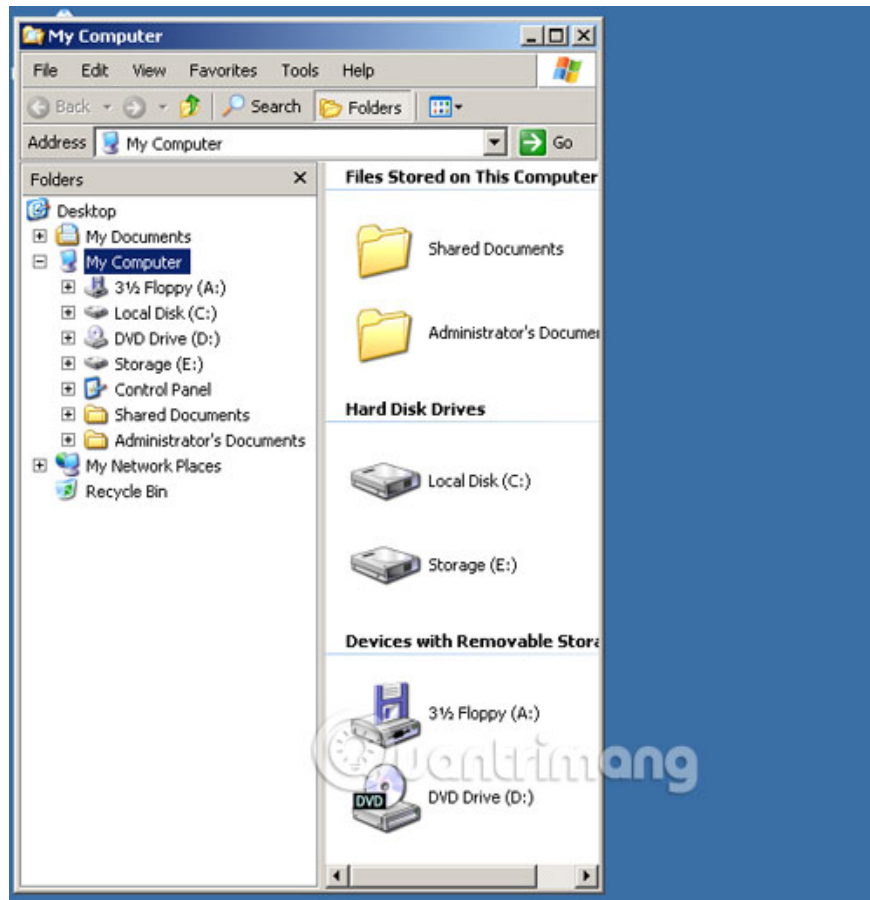 My Computer
File Edit View Favorites Tools Help
Back Search Folders
Address My Computer Go
Folders
Desktop
My Documents
My Computer
3½ Floppy (A:)
Local Disk (C:)
DVD Drive (D:)
Storage (E:)
Control Panel
Shared Documents
Administrator's Documents
My Network Places
Recycle Bin
Files Stored on This Computer
Shared Documents
Administrator's Documen
Hard Disk Drives
Local Disk (C:)
Storage (E:)
Devices with Removable Stora
3½ Floppy (A:)
DVD
DVD Drive (D:)
Quantrimang